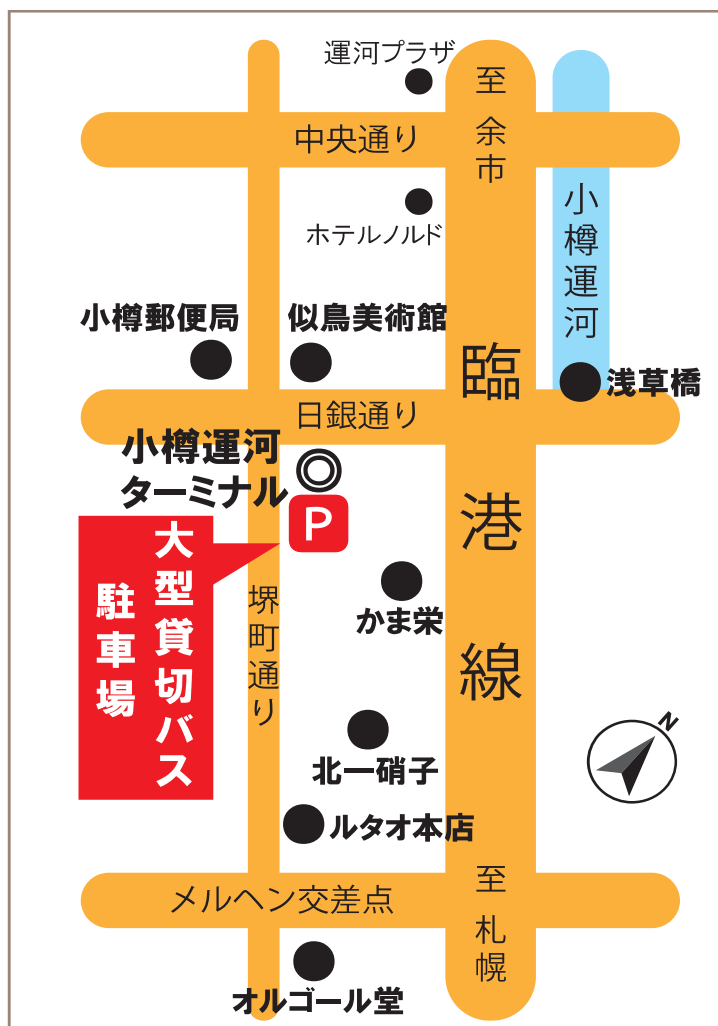 運河プラザ
至余市
中央通り
小樽運河
ホテルノルド
小樽郵便局
似鳥美術館
臨港線
浅草橋
日銀通り
小樽運河
ターミナル
P
大型貸切バス
駐車場
堺町通り
かま栄
N
北一硝子
ルタオ本店
至札幌
メルヘン交差点
オルゴール堂